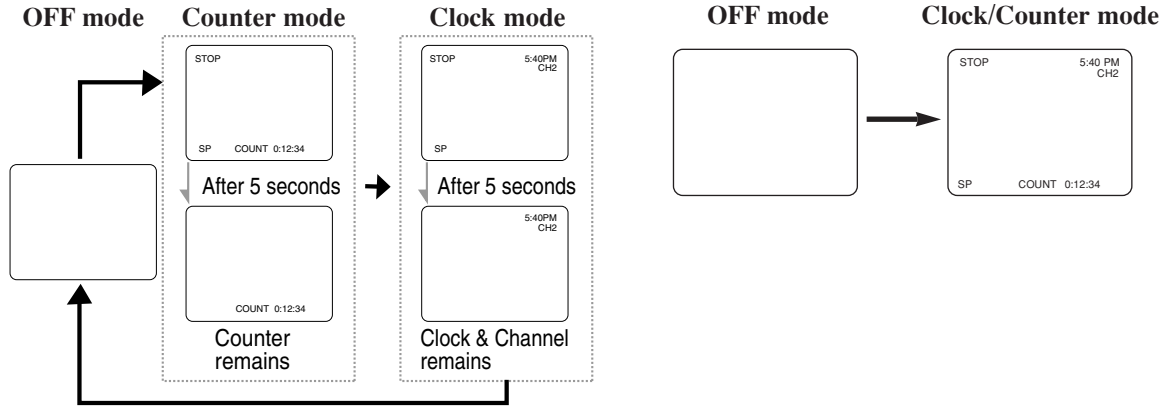 OFF mode
Counter mode
Clock mode
STOP
SP COUNT 0:12:34
After 5 seconds
COUNT 0:12:34
Counter
remains
STOP 5:40PM
CH2
SP
After 5 seconds
5:40PM
CH2
Clock & Channel
remains
OFF mode
Clock/Counter mode
STOP 5:40 PM
CH2
SP COUNT 0:12:34